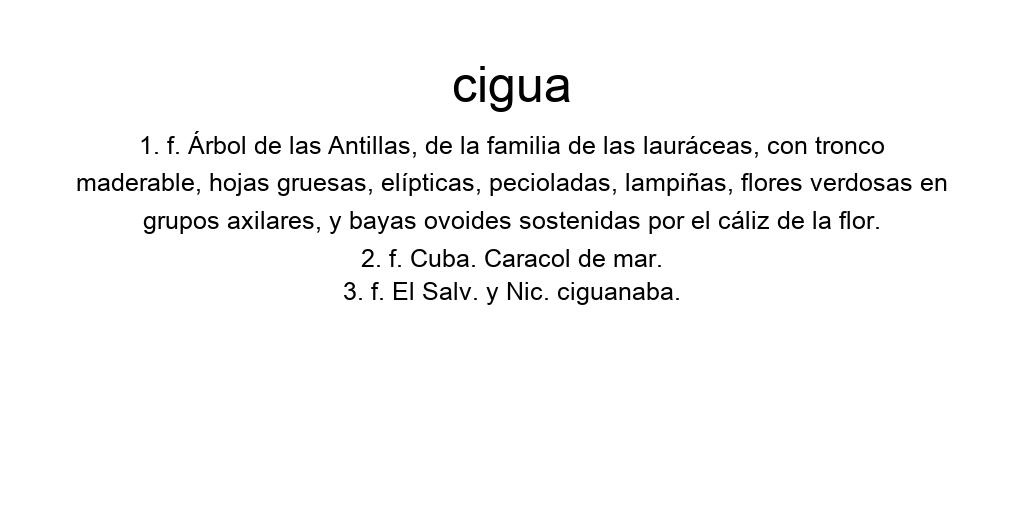 cigua
1. f. Árbol de las Antillas, de la familia de las lauráceas, con tronco
maderable, hojas gruesas, elípticas, pecioladas, lampiñas, flores verdosas en
grupos axilares, y bayas ovoides sostenidas por el cáliz de la flor.
2. f. Cuba. Caracol de mar.
3. f. El Salv. y Nic. ciguanaba.